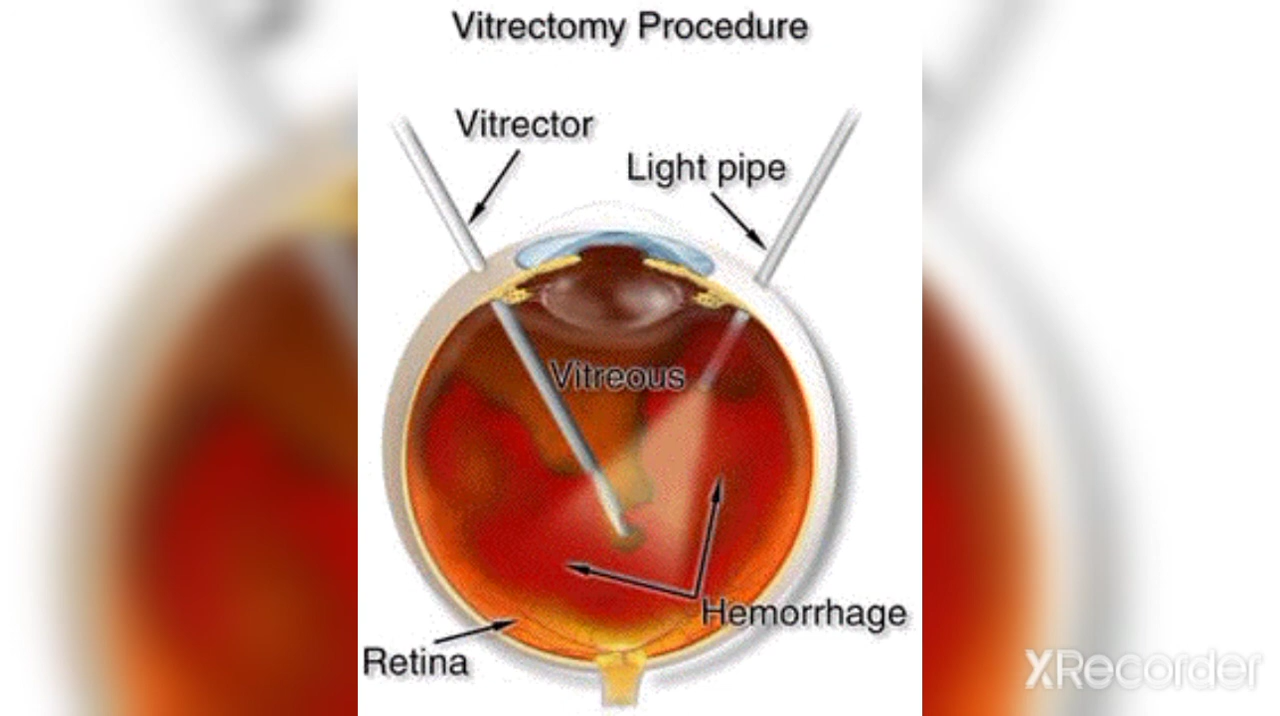 Vitrectomy Procedure
Vitrector
Light pipe
Vitreous
Hemorrhage
Retina
XRecorder